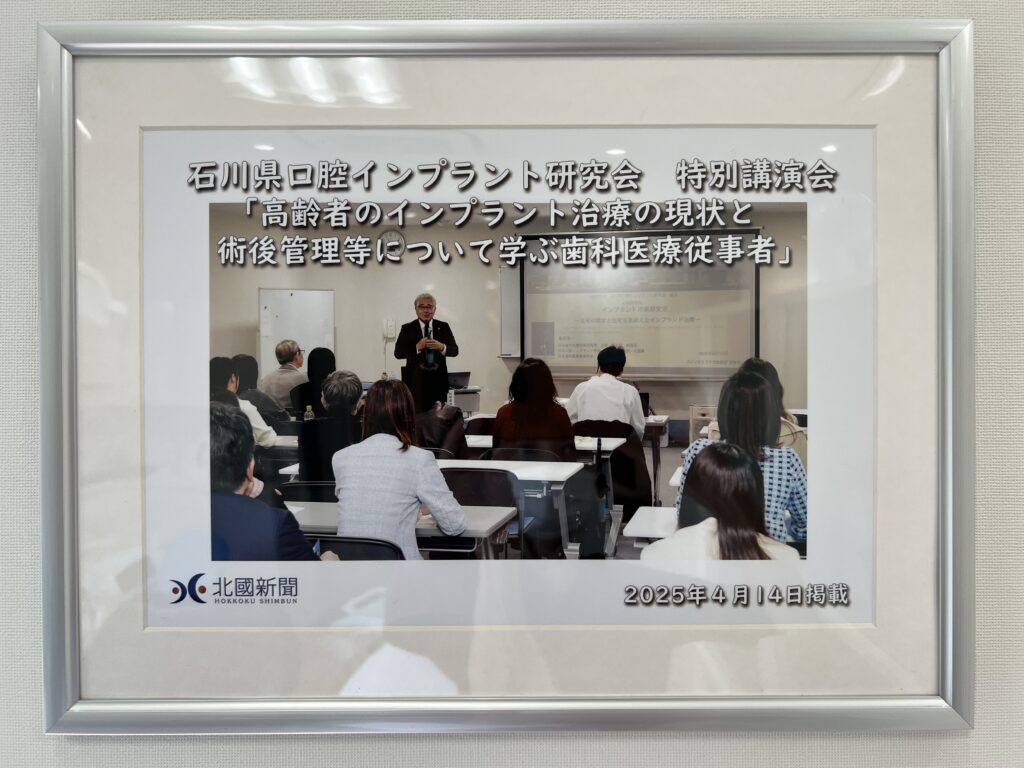 石川県口腔インプラント研究会　特別講演会
「高齢者のインプラント治療の現状と
術後管理等について学ぶ歯科医療従事者」
北國新聞
HOKKOKU SHIMBUN
2025年4月14日掲載